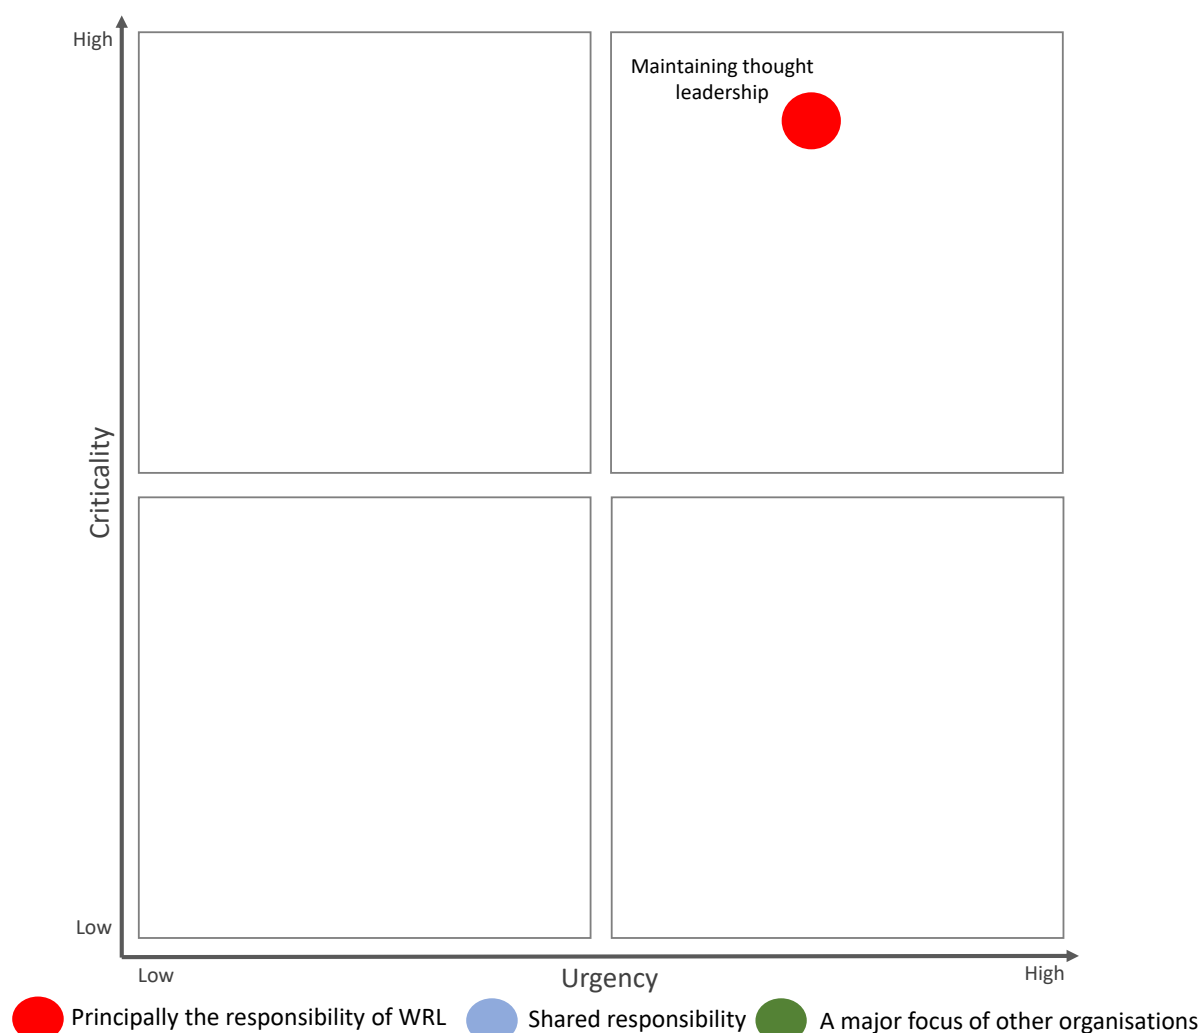 High
Maintaining thought
leadership
Criticality
Low
Low
Urgency
High
Principally the responsibility of WRL
Shared responsibility
A major focus of other organisations